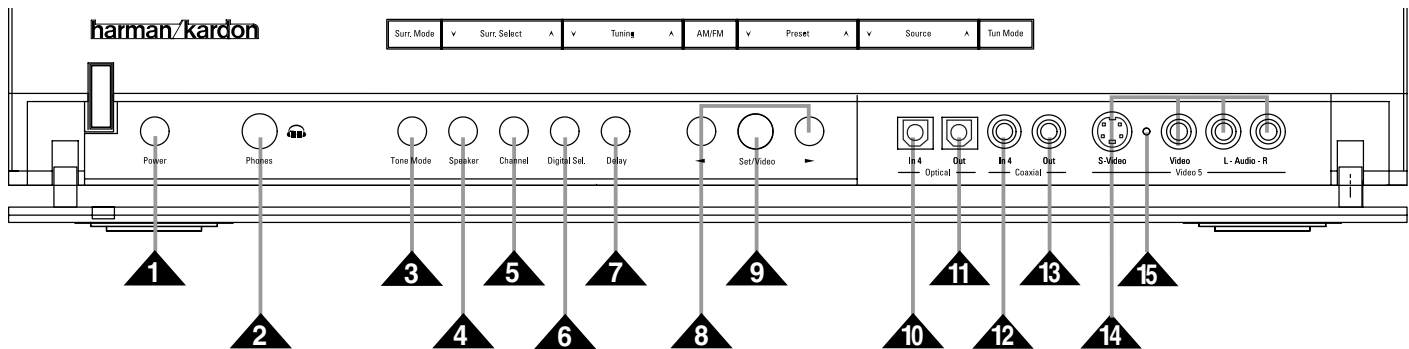 harman/kardon
Surr. Mode ˅ Surr. Select ˄ ˅ Tuning ˄ AM/FM ˅ Preset ˄ ˅ Source ˄ Tun Mode
Power Phones Tone Mode Speaker Channel Digital Sel. Delay ◄ Set/Video ► In 4 Out In 4 Out S-Video Video L - Audio - R
Optical Coaxial Video 5
1 3 5 7 9 11 13 15
2 4 6 8 10 12 14